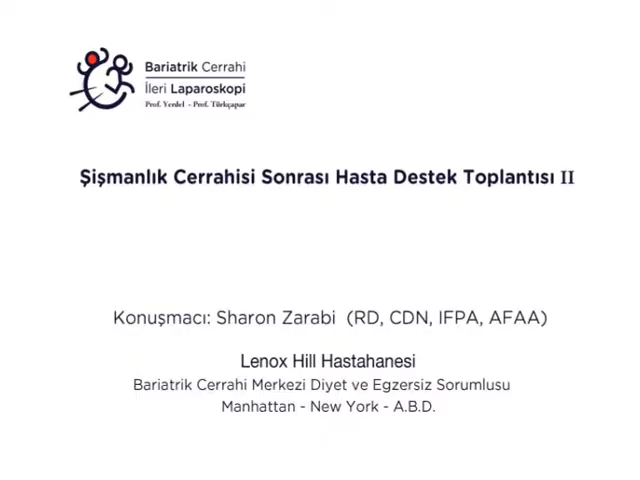 Bariatrik Cerrahi
İleri Laparoskopi
Prof. Yerdel - Prof. Türkçapar
Şişmanlık Cerrahisi Sonrası Hasta Destek Toplantısı II
Konuşmacı: Sharon Zarabi (RD, CDN, IFPA, AFAA)
Lenox Hill Hastahanesi
Bariatrik Cerrahi Merkezi Diyet ve Egzersiz Sorumlusu
Manhattan - New York - A.B.D.